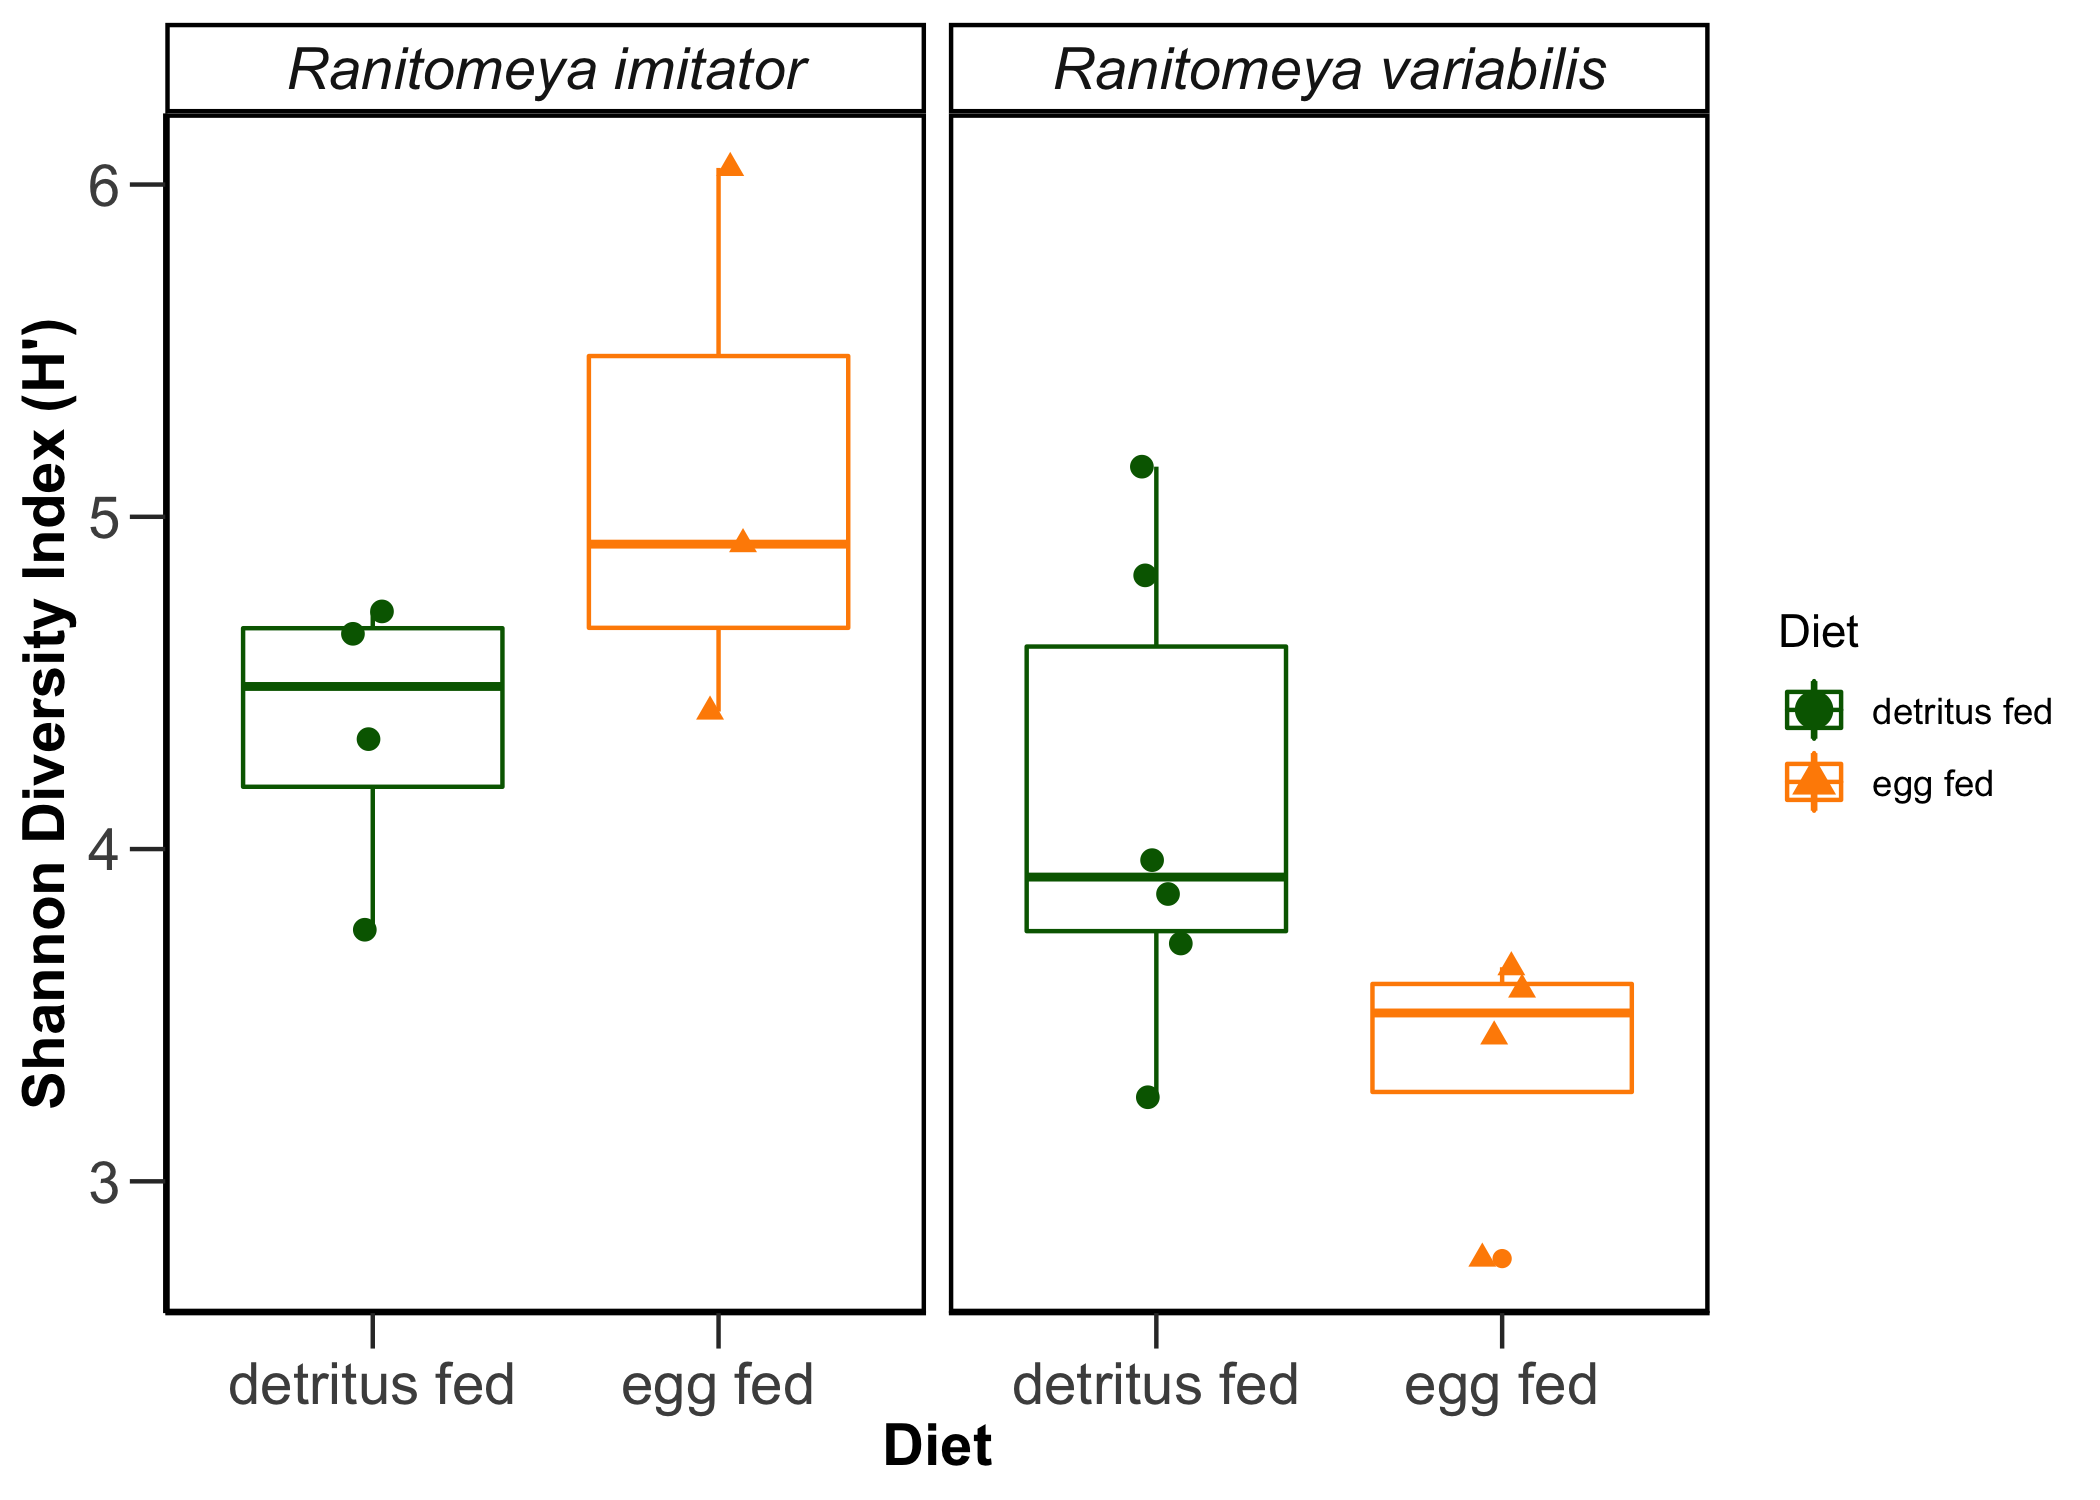 Ranitomeya imitator
Ranitomeya variabilis
Shannon Diversity Index (H')
6
5
4
3
detritus fed
egg fed
detritus fed
egg fed
Diet
Diet
detritus fed
egg fed